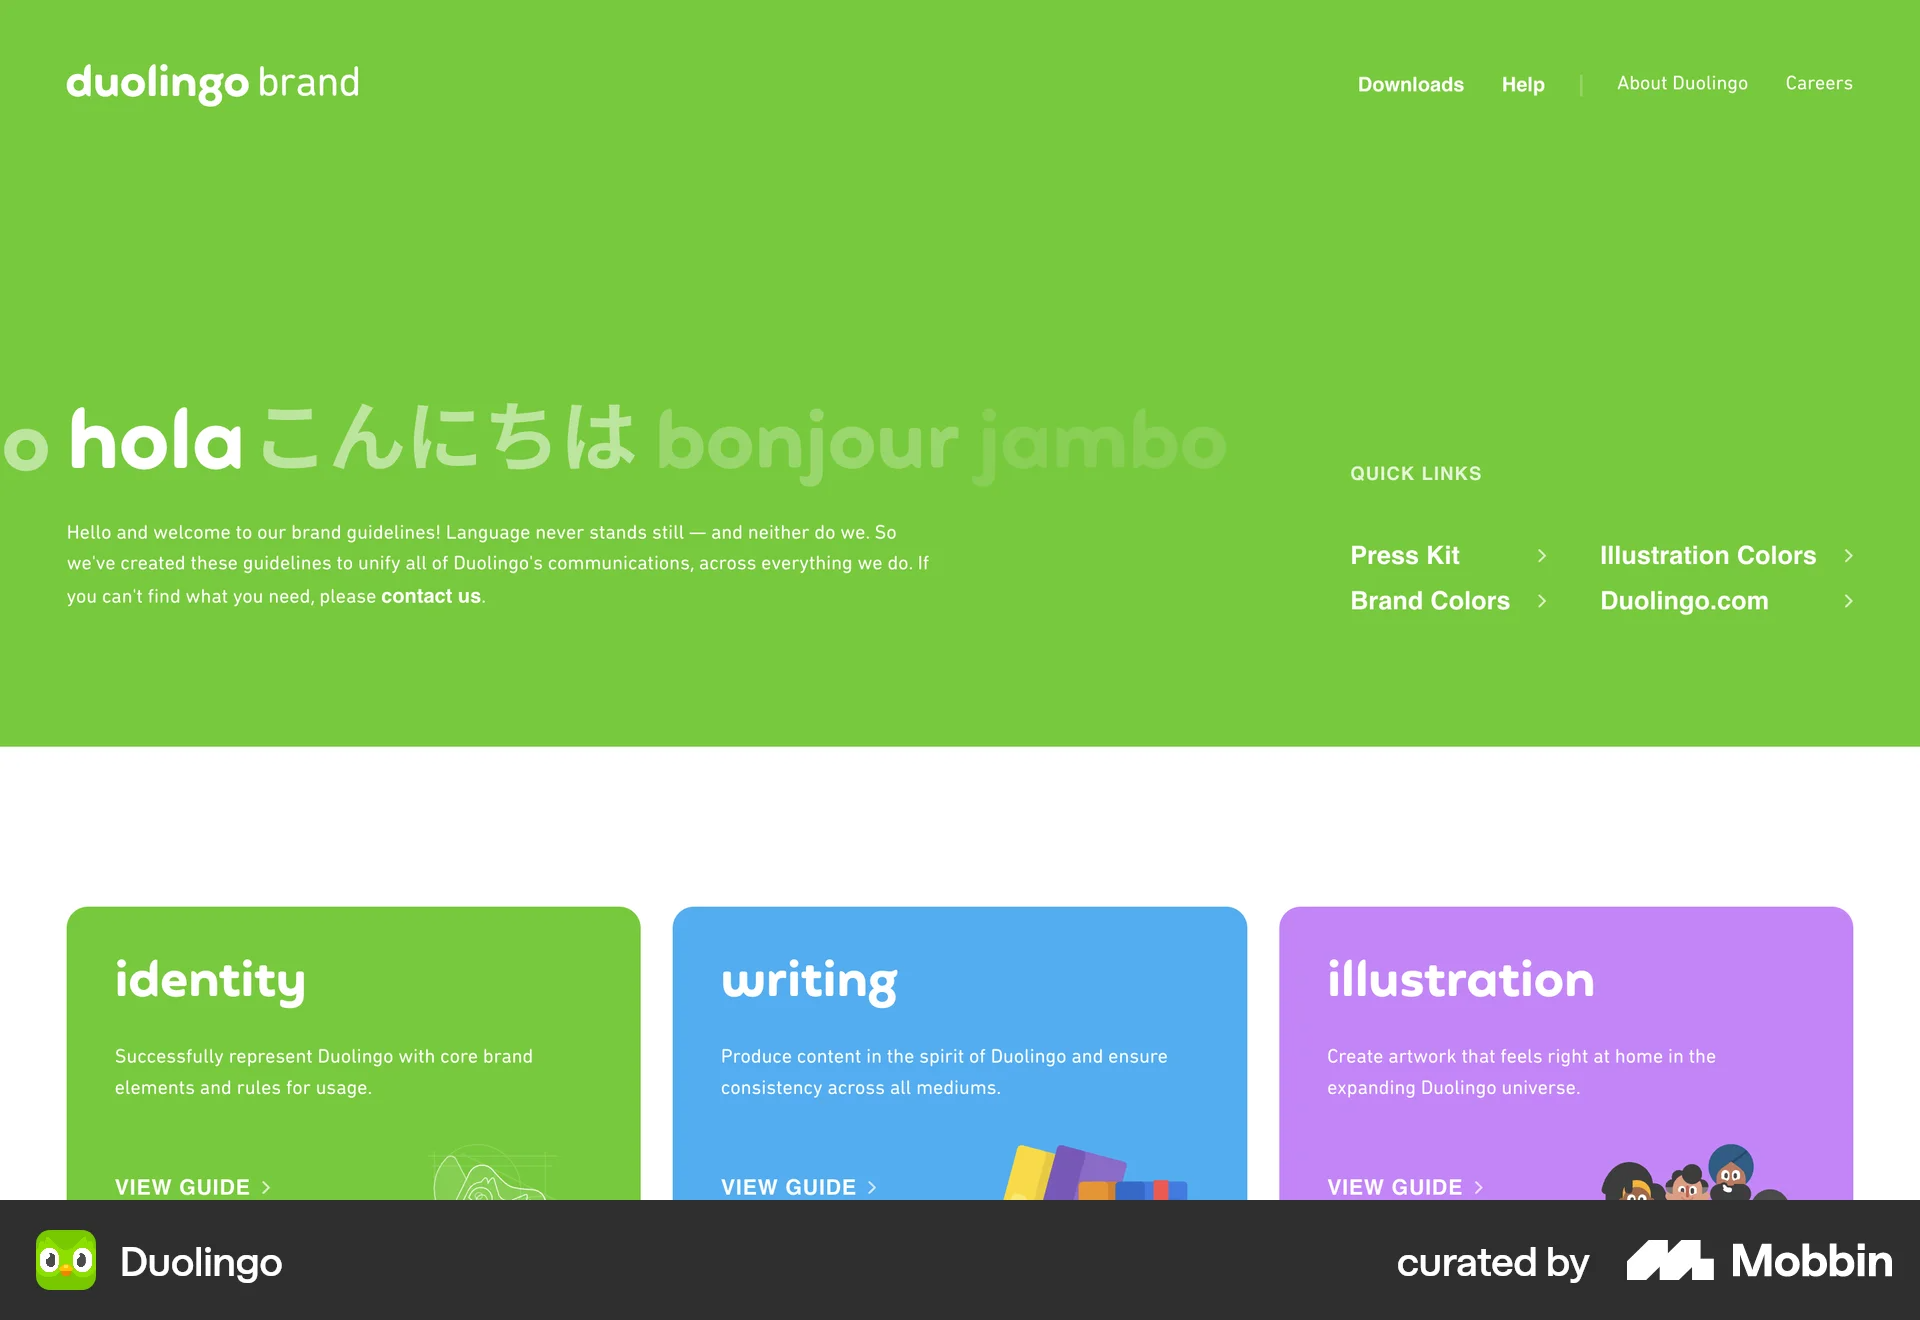 duolingo brand
Downloads Help | About Duolingo Careers
o hola こんにちは bonjour jambo
Hello and welcome to our brand guidelines! Language never stands still — and neither do we. So
we've created these guidelines to unify all of Duolingo's communications, across everything we do. If
you can't find what you need, please contact us.
QUICK LINKS
Press Kit
Illustration Colors
Brand Colors
Duolingo.com
identity
Successfully represent Duolingo with core brand
elements and rules for usage.
VIEW GUIDE
writing
Produce content in the spirit of Duolingo and ensure
consistency across all mediums.
VIEW GUIDE
illustration
Create artwork that feels right at home in the
expanding Duolingo universe.
VIEW GUIDE
Duolingo
curated by Mobbin